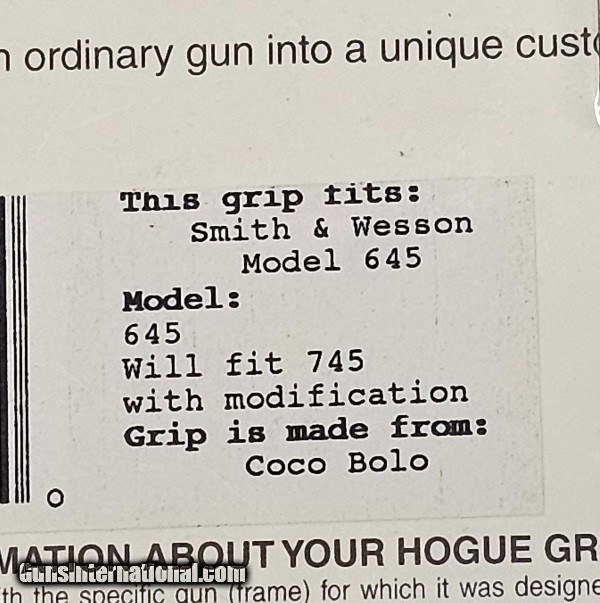 n ordinary gun into a unique cust
This grip fits:
Smith & Wesson
Model 645
Model:
645
Will fit 745
with modification
Grip is made from:
Coco Bolo
MATION ABOUT YOUR HOGUE GR
GunsInternational.com
th the specific gun (frame) for which it was designe